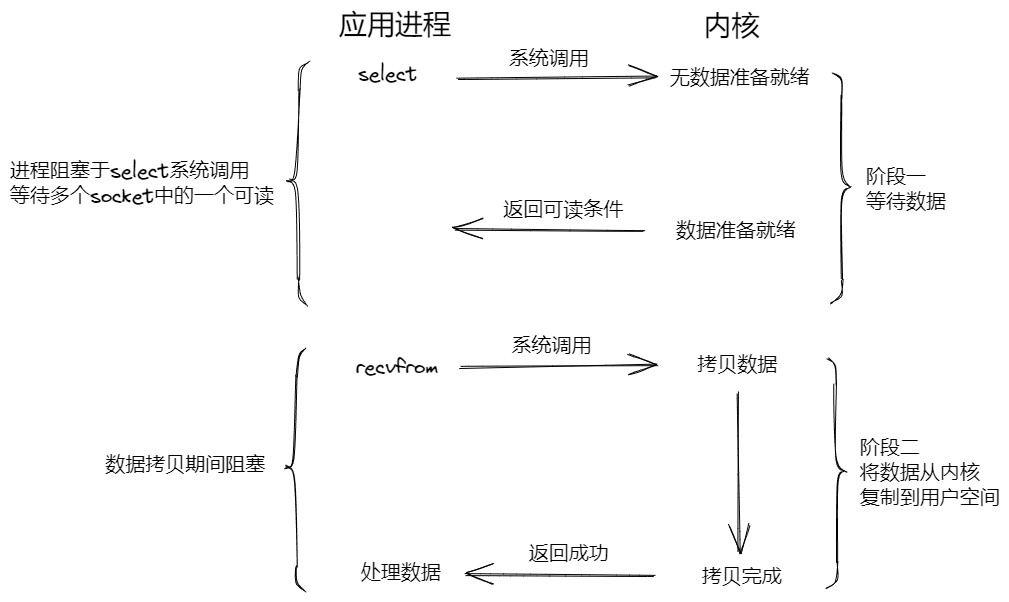 应用进程
内核
select
系统调用
无数据准备就绪
进程阻塞于select系统调用
等待多个socket中的一个可读
阶段一
等待数据
返回可读条件
数据准备就绪
recvfrom
系统调用
拷贝数据
数据拷贝期间阻塞
阶段二
将数据从内核
复制到用户空间
处理数据
返回成功
拷贝完成